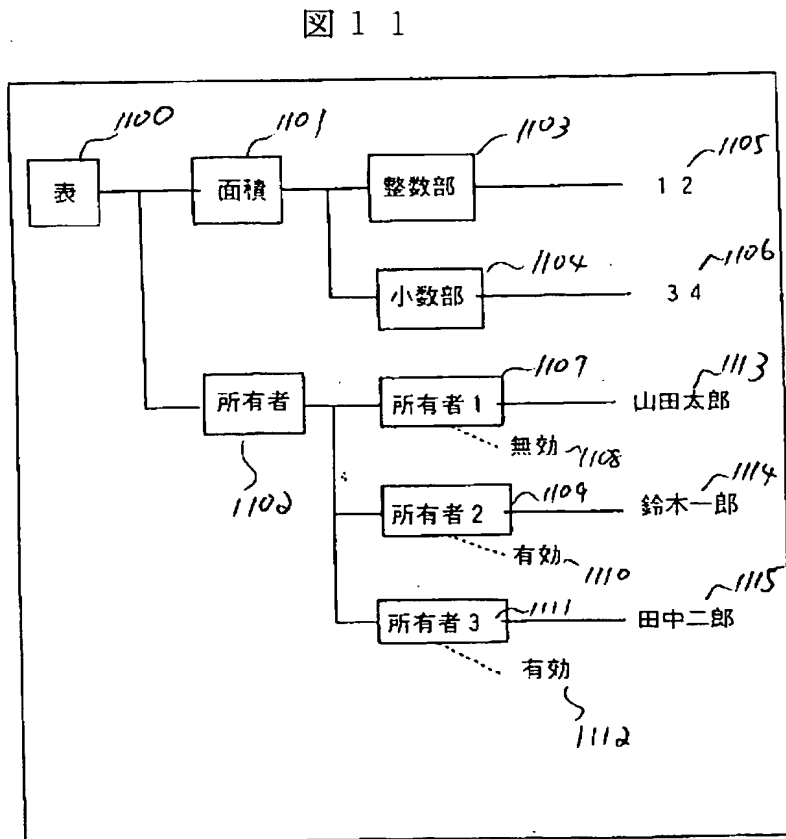 図11
1100
1101
1103
1105
表
面積
整数部
12
1104
1106
小数部
34
1107
1113
所有者
所有者1
山田太郎
無効
1108
1102
1109
1114
所有者2
鈴木一郎
有効
1110
1115
所有者3
1111
田中二郎
有効
1112